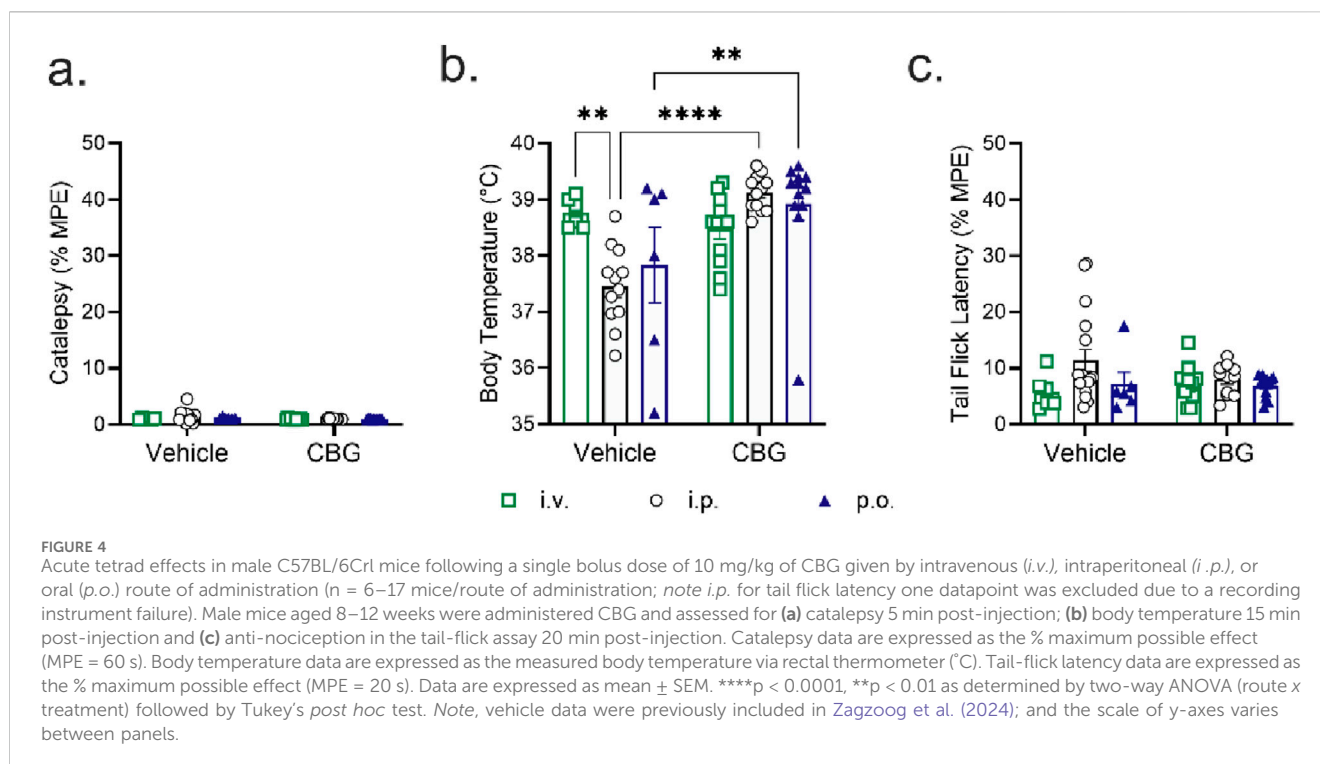 a.
b.
c.
**
**
****
50
40
30
20
10
0
Catalepsy (% MPE)
Vehicle
CBG
40
39
38
37
36
35
Body Temperature (°C)
Vehicle
CBG
50
40
30
20
10
0
Tail Flick Latency (% MPE)
Vehicle
CBG
i.v.
i.p.
p.o.
FIGURE 4
Acute tetrad effects in male C57BL/6Crl mice following a single bolus dose of 10 mg/kg of CBG given by intravenous (i.v.), intraperitoneal (i .p.), or
oral (p.o.) route of administration (n = 6–17 mice/route of administration; note i.p. for tail flick latency one datapoint was excluded due to a recording
instrument failure). Male mice aged 8–12 weeks were administered CBG and assessed for (a) catalepsy 5 min post-injection; (b) body temperature 15 min
post-injection and (c) anti-nociception in the tail-flick assay 20 min post-injection. Catalepsy data are expressed as the % maximum possible effect
(MPE = 60 s). Body temperature data are expressed as the measured body temperature via rectal thermometer (°C). Tail-flick latency data are expressed as
the % maximum possible effect (MPE = 20 s). Data are expressed as mean ± SEM. ****p < 0.0001, **p < 0.01 as determined by two-way ANOVA (route x
treatment) followed by Tukey's post hoc test. Note, vehicle data were previously included in Zagzoog et al. (2024); and the scale of y-axes varies
between panels.